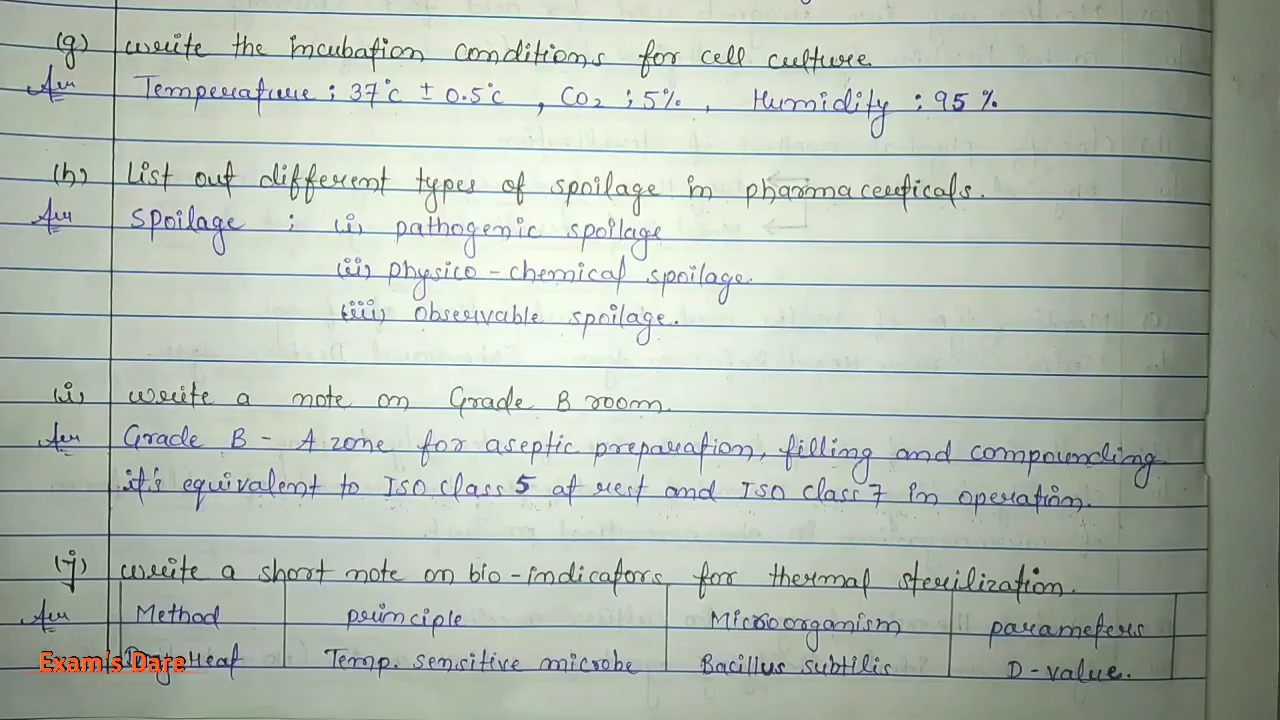 (g) write the incubation conditions for cell culture
Ans Temperature : 37°c ± 0.5°c , CO2 : 5% , Humidity : 95 %
(h) List out different types of spoilage in pharmaceuticals.
Ans Spoilage : (i) pathogenic spoilage
(ii) physico - chemical spoilage.
(iii) observable spoilage.
(i) write a note on Grade B room.
Ans Grade B - A zone for aseptic preparation, filling and compounding
it's equivalent to ISO class 5 at rest and ISO class 7 in operation.
(j) write a short note on bio-indicators for thermal sterilization.
Ans Method principle Microorganism parameters
Dry Heat Temp. sensitive microbe Bacillus subtilis D-value.
Exam's Dare